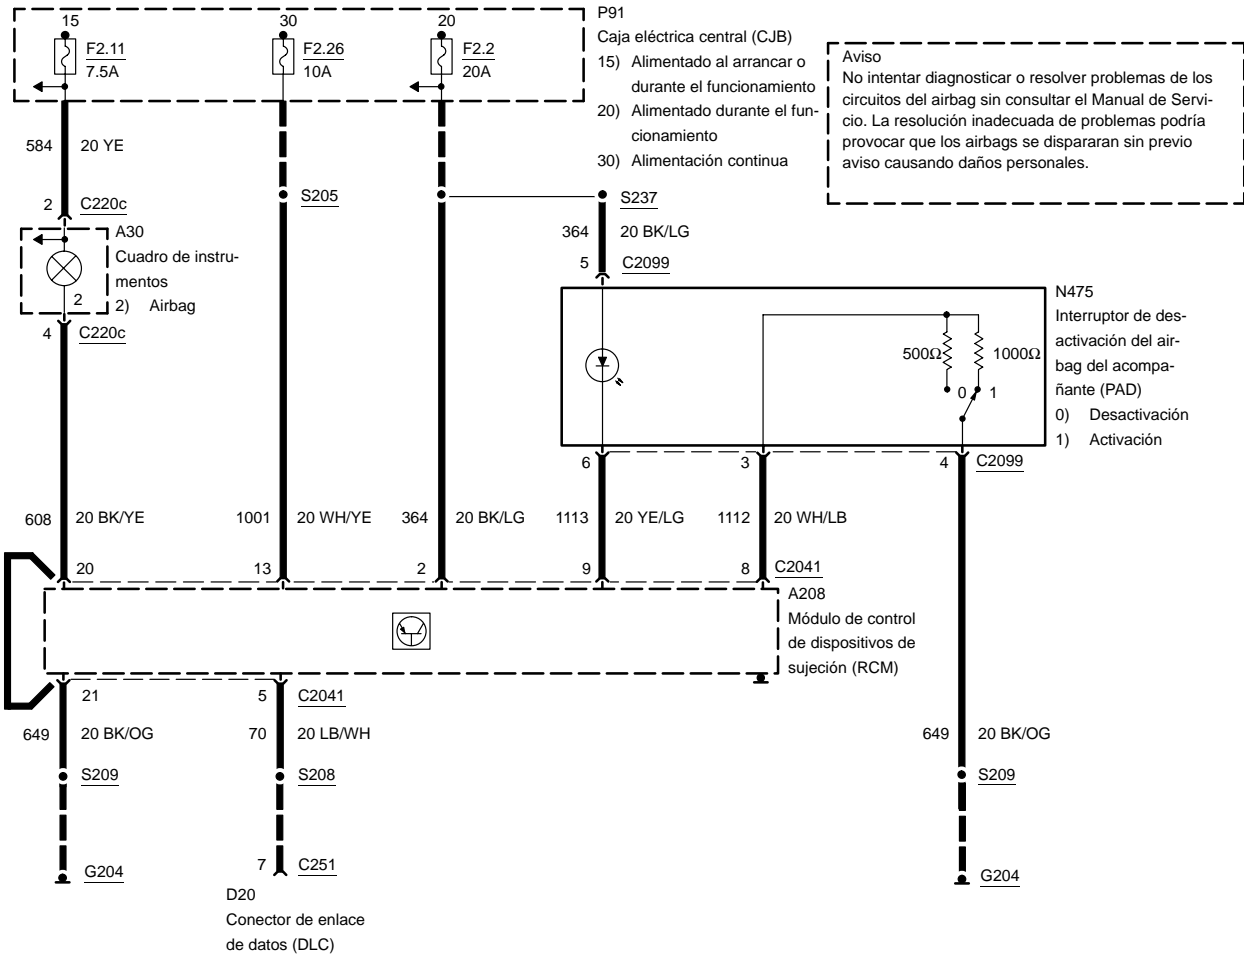 15
30
20
F2.11
7.5A
F2.26
10A
F2.2
20A
P91
Caja eléctrica central (CJB)
15) Alimentado al arrancar o
durante el funcionamiento
20) Alimentado durante el fun-
cionamiento
30) Alimentación continua
Aviso
No intentar diagnosticar o resolver problemas de los
circuitos del airbag sin consultar el Manual de Servi-
cio. La resolución inadecuada de problemas podría
provocar que los airbags se dispararan sin previo
aviso causando daños personales.
584 20 YE
2 C220c
S205
S237
364 20 BK/LG
5 C2099
A30
Cuadro de instru-
mentos
2) Airbag
2
4 C220c
N475
Interruptor de des-
activación del air-
bag del acompa-
ñante (PAD)
0) Desactivación
1) Activación
500Ω
1000Ω
0
1
6
3
4 C2099
608 20 BK/YE
1001 20 WH/YE
364 20 BK/LG
1113 20 YE/LG
1112 20 WH/LB
20
13
2
9
8 C2041
A208
Módulo de control
de dispositivos de
sujeción (RCM)
21
5 C2041
649 20 BK/OG
70 20 LB/WH
649 20 BK/OG
S209
S208
S209
G204
7 C251
G204
D20
Conector de enlace
de datos (DLC)